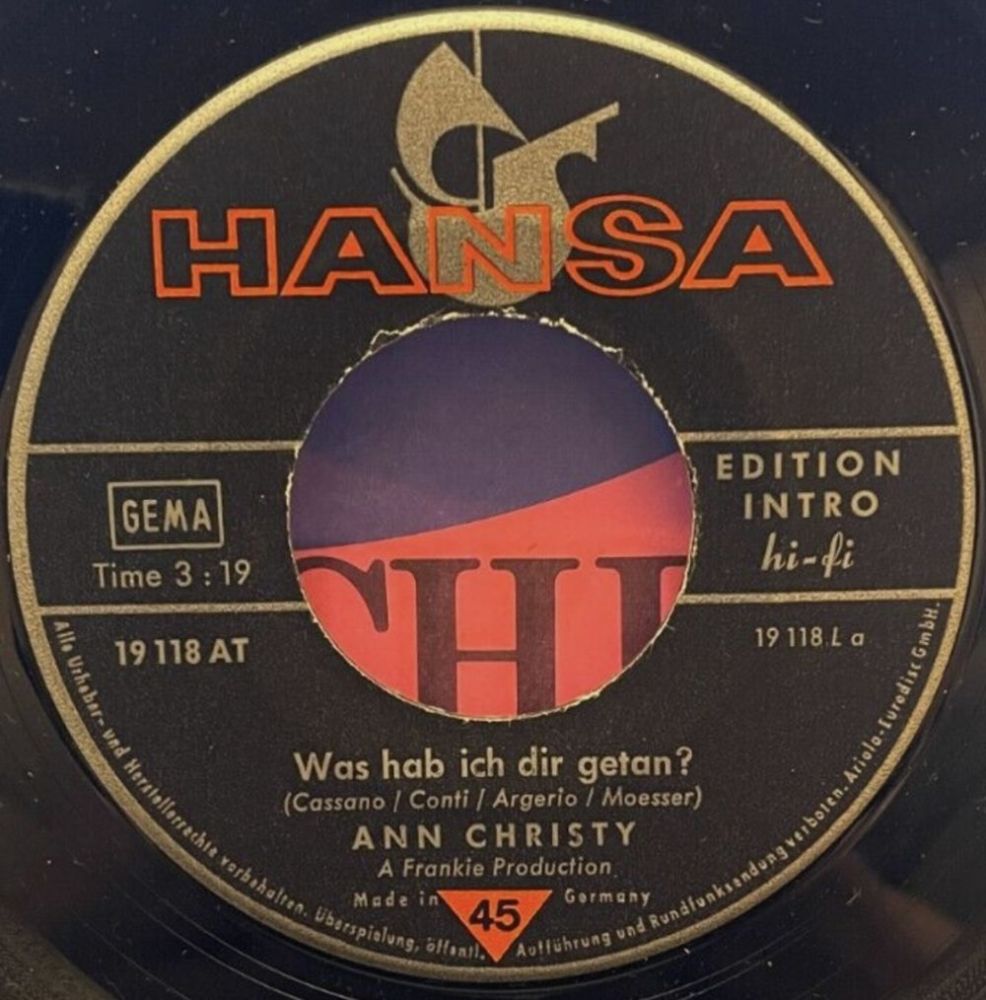 HANSA
GEMA
Time 3 : 19
EDITION
INTRO
hi-fi
19 118 AT
19 118 L a
CHI
Was hab ich dir getan?
(Cassano / Conti / Argerio / Moesser)
ANN CHRISTY
A Frankie Production
Made in Germany
45
Alle Urheber- und Herstellerrechte vorbehalten. Überspielung, öffentl. Aufführung und Rundfunksendung verboten. Ariola-Eurodisc GmbH.